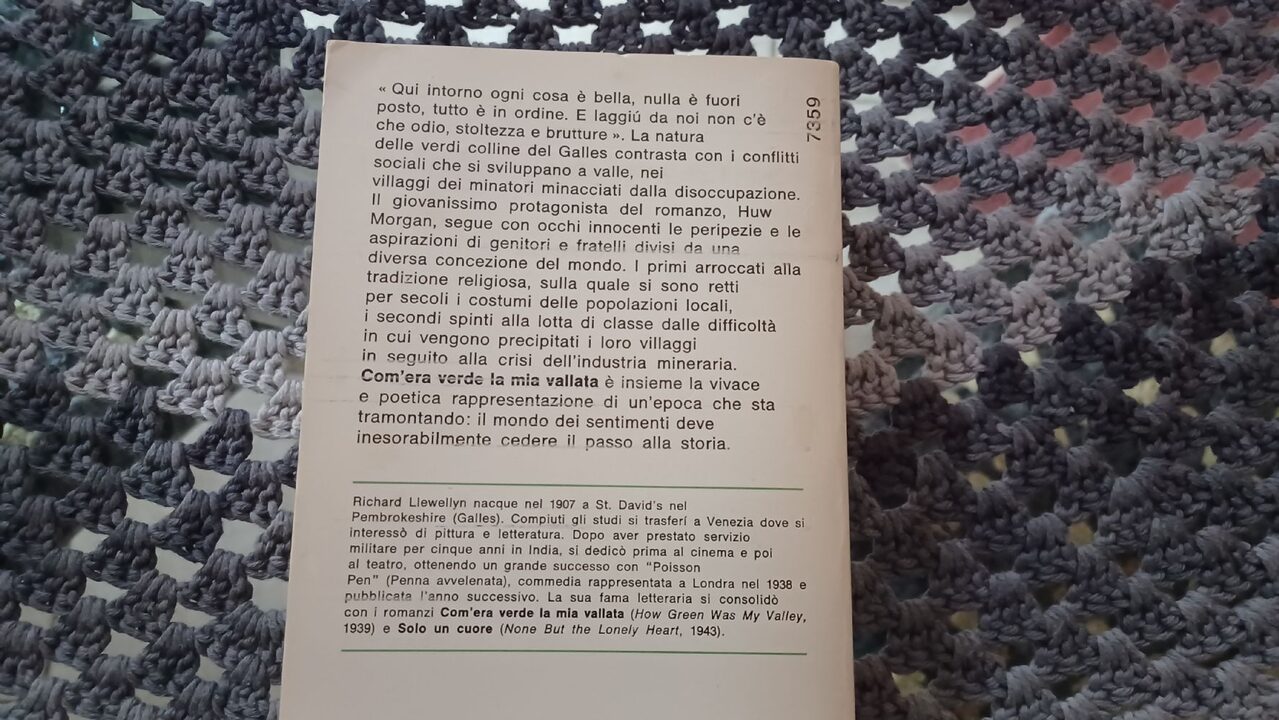 « Qui intorno ogni cosa è bella, nulla è fuori
posto, tutto è in ordine. E laggiú da noi non c'è
che odio, stoltezza e brutture ». La natura
delle verdi colline del Galles contrasta con i conflitti
sociali che si sviluppano a valle, nei
villaggi dei minatori minacciati dalla disoccupazione.
Il giovanissimo protagonista del romanzo, Huw
Morgan, segue con occhi innocenti le peripezie e le
aspirazioni di genitori e fratelli divisi da una
diversa concezione del mondo. I primi arroccati alla
tradizione religiosa, sulla quale si sono retti
per secoli i costumi delle popolazioni locali,
i secondi spinti alla lotta di classe dalle difficoltà
in cui vengono precipitati i loro villaggi
in seguito alla crisi dell'industria mineraria.
Com'era verde la mia vallata è insieme la vivace
e poetica rappresentazione di un'epoca che sta
tramontando: il mondo dei sentimenti deve
inesorabilmente cedere il passo alla storia.
7359
Richard Llewellyn nacque nel 1907 a St. David's nel
Pembrokeshire (Galles). Compiuti gli studi si trasferí a Venezia dove si
interessò di pittura e letteratura. Dopo aver prestato servizio
militare per cinque anni in India, si dedicò prima al cinema e poi
al teatro, ottenendo un grande successo con "Poisson
Pen" (Penna avvelenata), commedia rappresentata a Londra nel 1938 e
pubblicata l'anno successivo. La sua fama letteraria si consolidò
con i romanzi Com'era verde la mia vallata (How Green Was My Valley,
1939) e Solo un cuore (None But the Lonely Heart, 1943).